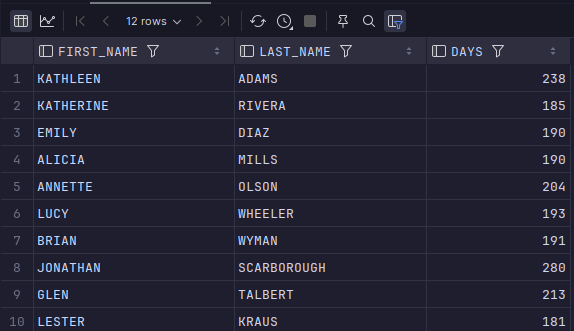 12 rows
FIRST_NAME LAST_NAME DAYS
1 KATHLEEN ADAMS 238
2 KATHERINE RIVERA 185
3 EMILY DIAZ 190
4 ALICIA MILLS 190
5 ANNETTE OLSON 204
6 LUCY WHEELER 193
7 BRIAN WYMAN 191
8 JONATHAN SCARBOROUGH 280
9 GLEN TALBERT 213
10 LESTER KRAUS 181